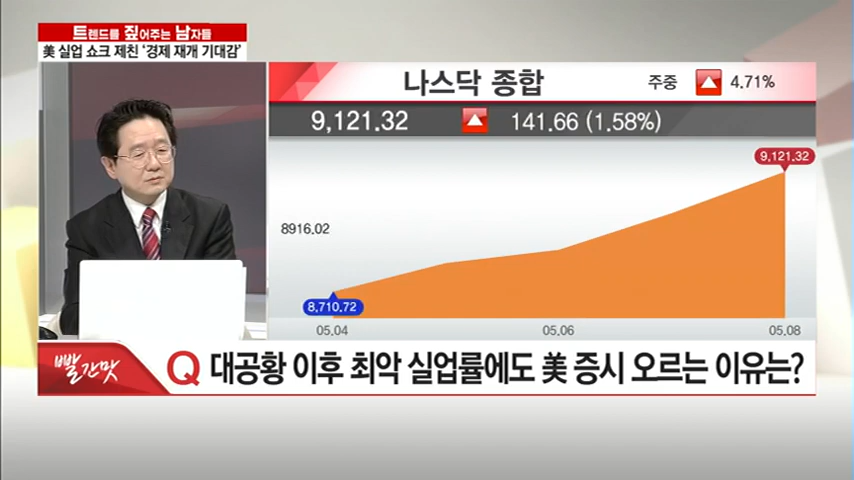 트렌드를 짚어주는 남자들
美 실업 쇼크 제친 '경제 재개 기대감'
나스닥 종합
주중 4.71%
9,121.32 141.66 (1.58%)
9,121.32
8916.02
8,710.72
05.04 05.06 05.08
빨간맛
Q 대공황 이후 최악 실업률에도 美 증시 오르는 이유는?